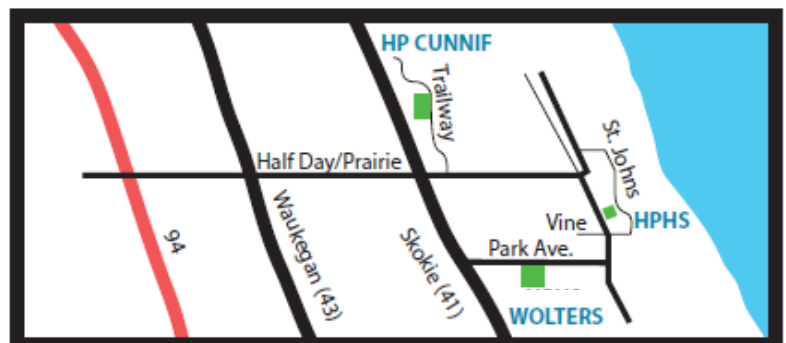 HP CUNNIF
Trailway
Half Day/Prairie
St. Johns
94
Waukegan (43)
Skokie (41)
Vine
HPHS
Park Ave.
WOLTERS